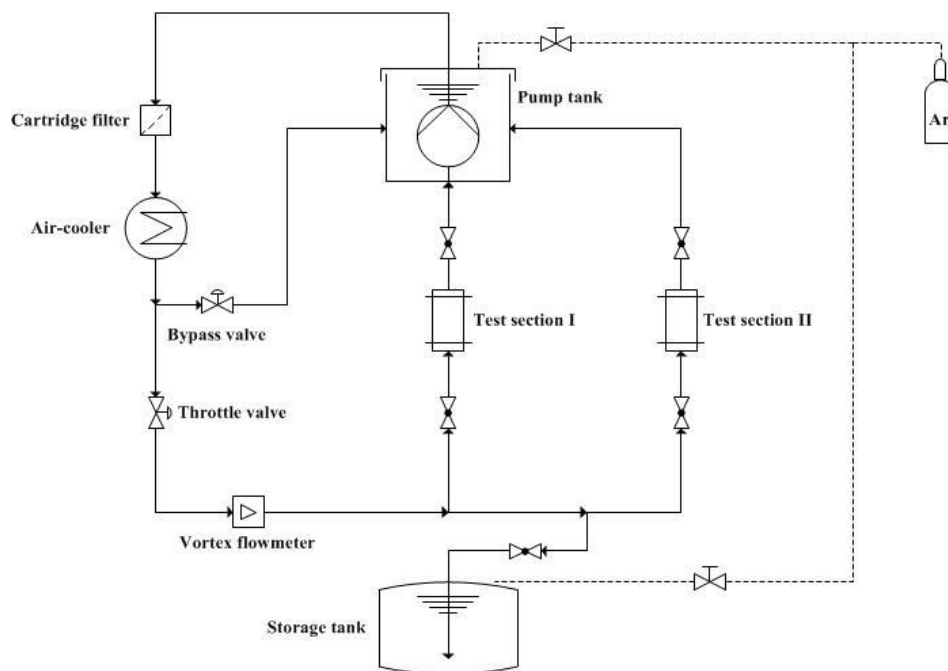 Pump tank
Cartridge filter
Ar
Air-cooler
Test section I
Test section II
Bypass valve
Throttle valve
Vortex flowmeter
Storage tank